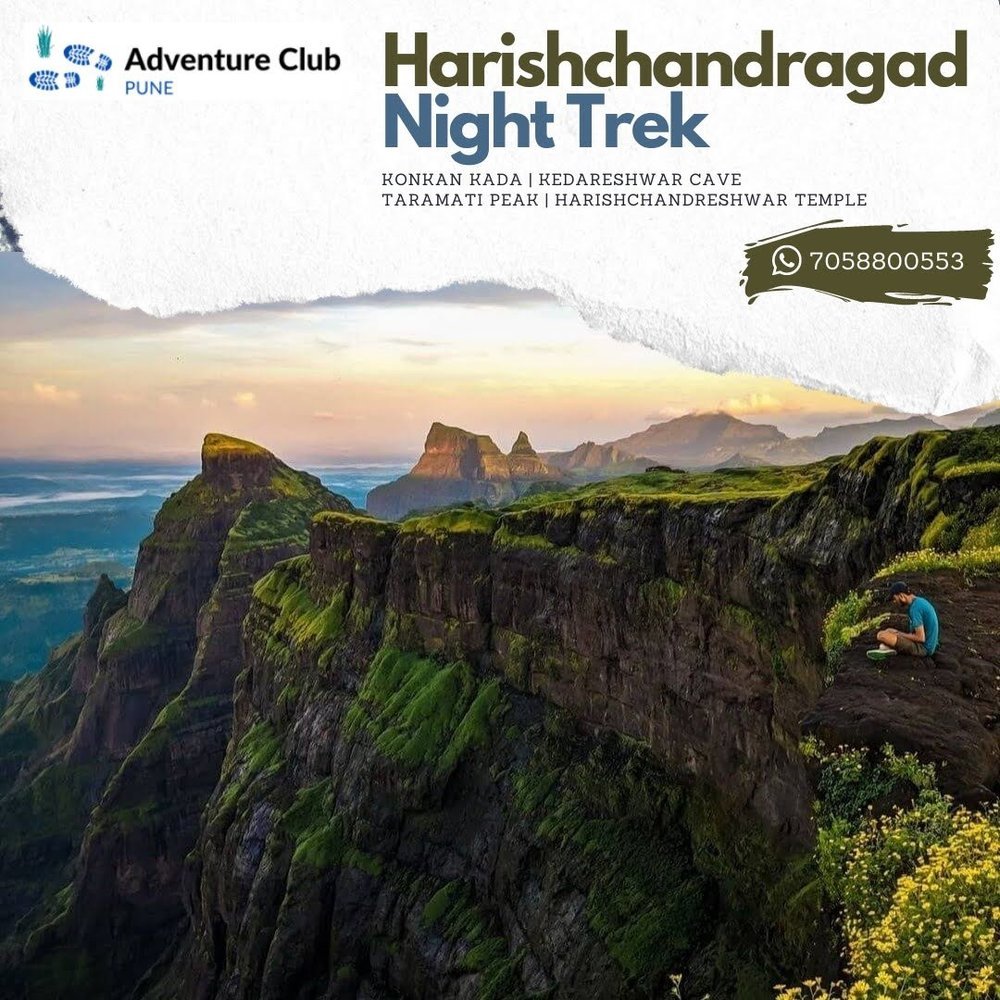 Adventure Club
PUNE
Harishchandragad
Night Trek
KONKAN KADA | KEDARESHWAR CAVE
TARAMATI PEAK | HARISHCHANDRESHWAR TEMPLE
7058800553